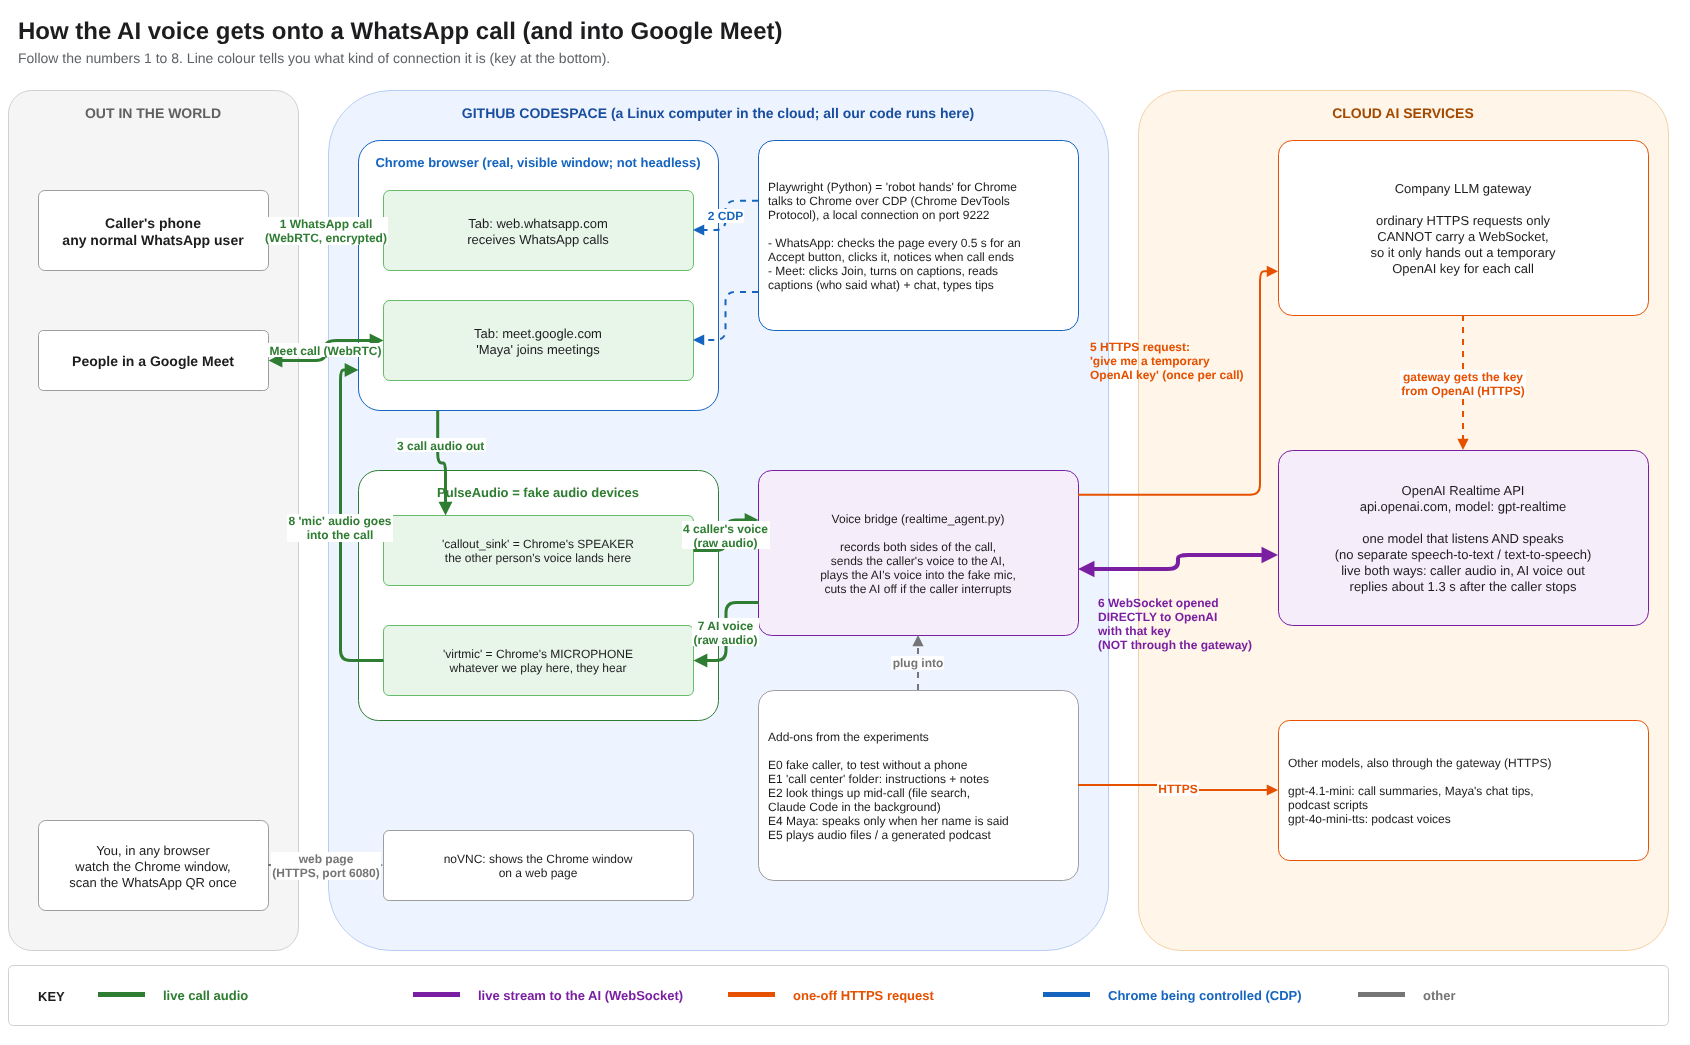 How the AI voice gets onto a WhatsApp call (and into Google Meet)
Follow the numbers 1 to 8. Line colour tells you what kind of connection it is (key at the bottom).
OUT IN THE WORLD
Caller's phone
any normal WhatsApp user
People in a Google Meet
You, in any browser
watch the Chrome window,
scan the WhatsApp QR once
1 WhatsApp call
(WebRTC, encrypted)
Meet call (WebRTC)
8 'mic' audio goes
into the call
web page
(HTTPS, port 6080)
GITHUB CODESPACE (a Linux computer in the cloud; all our code runs here)
Chrome browser (real, visible window; not headless)
Tab: web.whatsapp.com
receives WhatsApp calls
Tab: meet.google.com
'Maya' joins meetings
2 CDP
Playwright (Python) = 'robot hands' for Chrome
talks to Chrome over CDP (Chrome DevTools
Protocol), a local connection on port 9222
- WhatsApp: checks the page every 0.5 s for an
Accept button, clicks it, notices when call ends
- Meet: clicks Join, turns on captions, reads
captions (who said what) + chat, types tips
3 call audio out
PulseAudio = fake audio devices
'callout_sink' = Chrome's SPEAKER
the other person's voice lands here
'virtmic' = Chrome's MICROPHONE
whatever we play here, they hear
4 caller's voice
(raw audio)
7 AI voice
(raw audio)
Voice bridge (realtime_agent.py)
records both sides of the call,
sends the caller's voice to the AI,
plays the AI's voice into the fake mic,
cuts the AI off if the caller interrupts
plug into
Add-ons from the experiments
E0 fake caller, to test without a phone
E1 'call center' folder: instructions + notes
E2 look things up mid-call (file search,
Claude Code in the background)
E4 Maya: speaks only when her name is said
E5 plays audio files / a generated podcast
noVNC: shows the Chrome window
on a web page
5 HTTPS request:
'give me a temporary
OpenAI key' (once per call)
6 WebSocket opened
DIRECTLY to OpenAI
with that key
(NOT through the gateway)
HTTPS
CLOUD AI SERVICES
Company LLM gateway
ordinary HTTPS requests only
CANNOT carry a WebSocket,
so it only hands out a temporary
OpenAI key for each call
gateway gets the key
from OpenAI (HTTPS)
OpenAI Realtime API
api.openai.com, model: gpt-realtime
one model that listens AND speaks
(no separate speech-to-text / text-to-speech)
live both ways: caller audio in, AI voice out
replies about 1.3 s after the caller stops
Other models, also through the gateway (HTTPS)
gpt-4.1-mini: call summaries, Maya's chat tips,
podcast scripts
gpt-4o-mini-tts: podcast voices
KEY
live call audio
live stream to the AI (WebSocket)
one-off HTTPS request
Chrome being controlled (CDP)
other